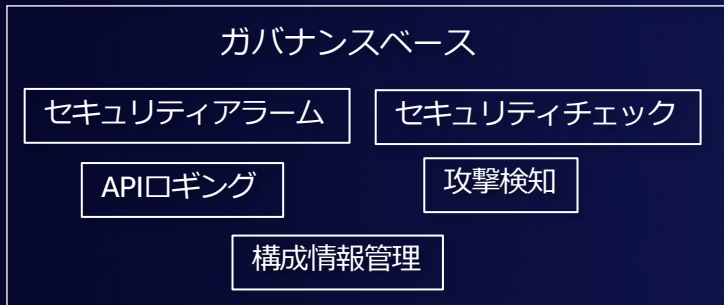 ガバナンスベース
セキュリティアラーム
セキュリティチェック
APIロギング
攻撃検知
構成情報管理